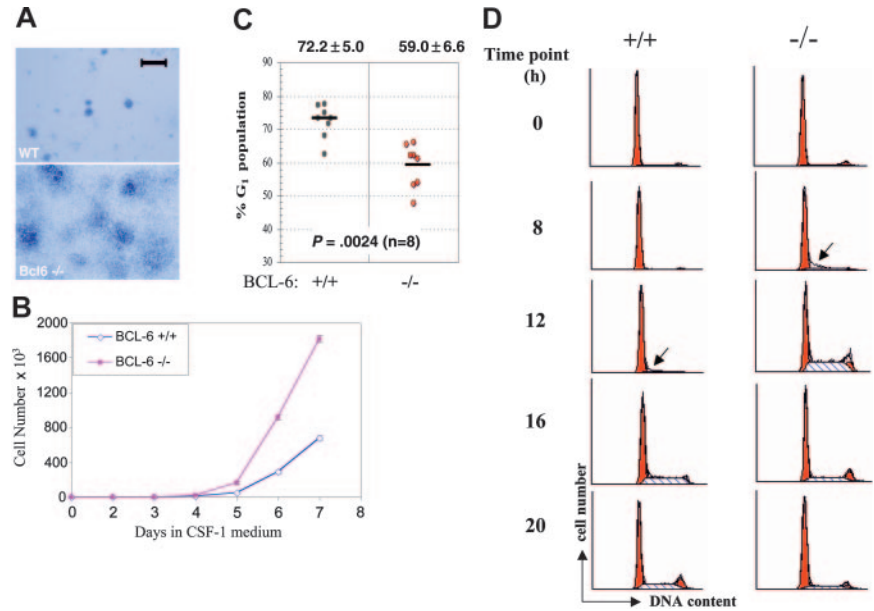 A
WT
Bcl6 -/-
B
2000
1600
1200
800
400
0
Cell Number x 10³
BCL-6 +/+
BCL-6 -/-
0 2 3 4 5 6 7 8
Days in CSF-1 medium
C
72.2 ± 5.0 59.0 ± 6.6
90
80
70
60
50
40
30
% G₁ population
P = .0024 (n=8)
BCL-6: +/+ -/-
D
Time point
(h)
+/+ -/-
0
8
12
16
20
cell number
DNA content